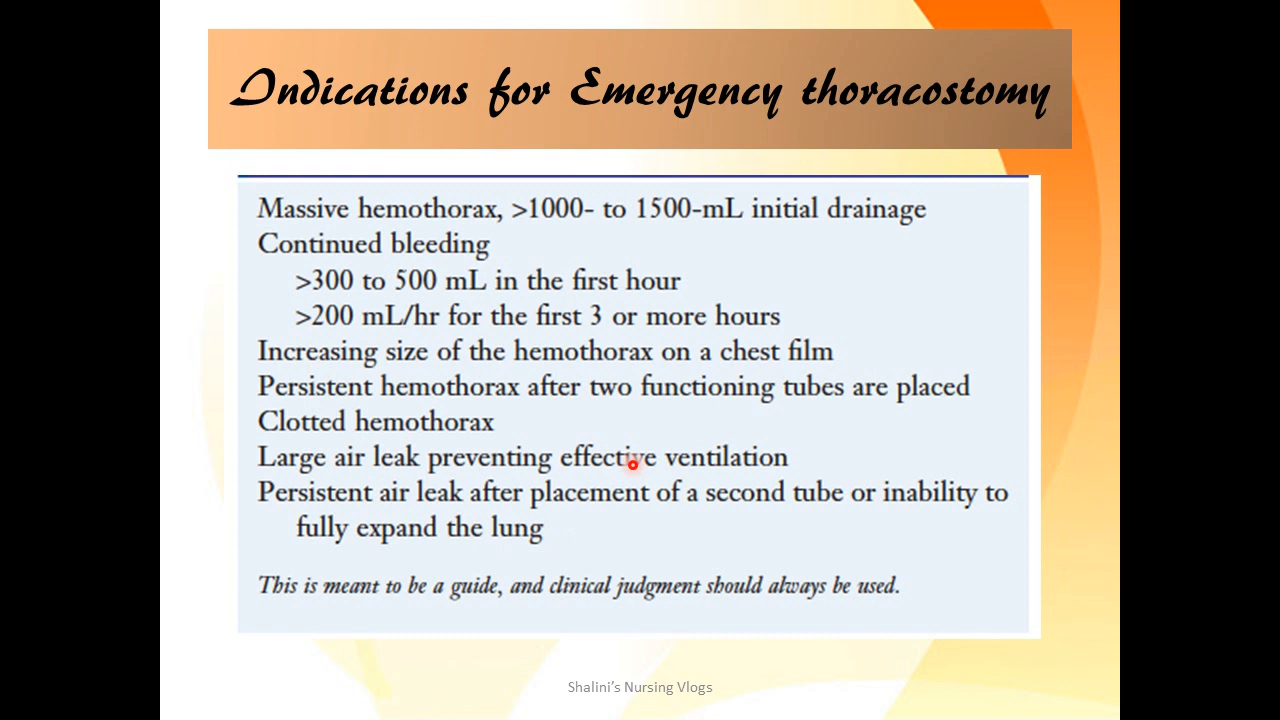 Indications for Emergency thoracostomy
Massive hemothorax, >1000- to 1500-mL initial drainage
Continued bleeding
>300 to 500 mL in the first hour
>200 mL/hr for the first 3 or more hours
Increasing size of the hemothorax on a chest film
Persistent hemothorax after two functioning tubes are placed
Clotted hemothorax
Large air leak preventing effective ventilation
Persistent air leak after placement of a second tube or inability to
fully expand the lung
This is meant to be a guide, and clinical judgment should always be used.
Shalini’s Nursing Vlogs